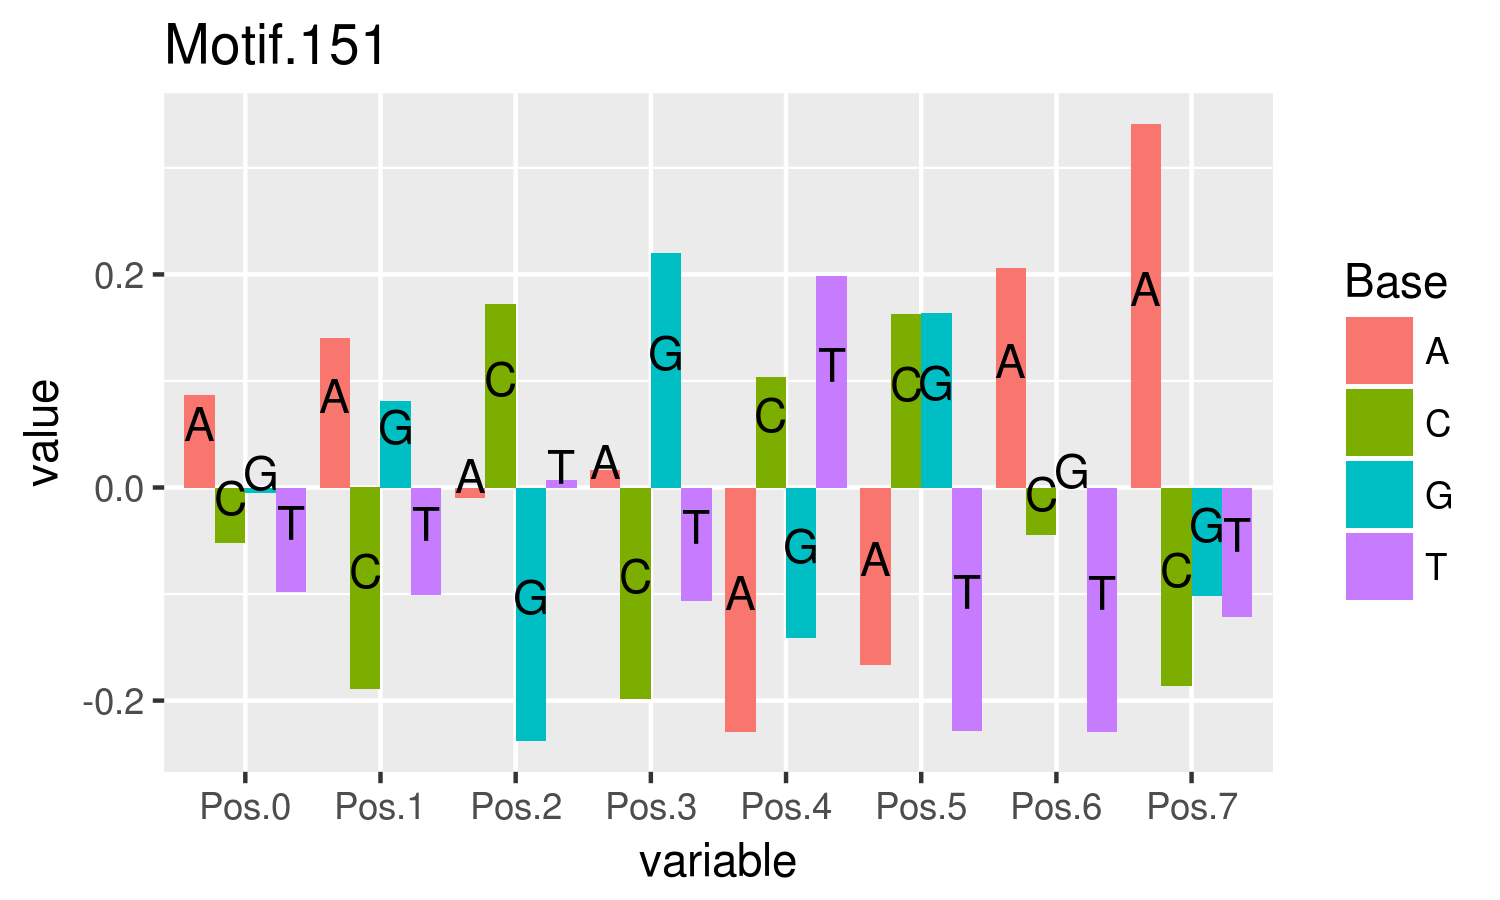 Motif.151
value
0.2
0.0
-0.2
A C G T
A C G T
A C G T
A C G T
A C G T
A C G T
A C G T
A C G T
Pos.0 Pos.1 Pos.2 Pos.3 Pos.4 Pos.5 Pos.6 Pos.7
variable
Base
A
C
G
T